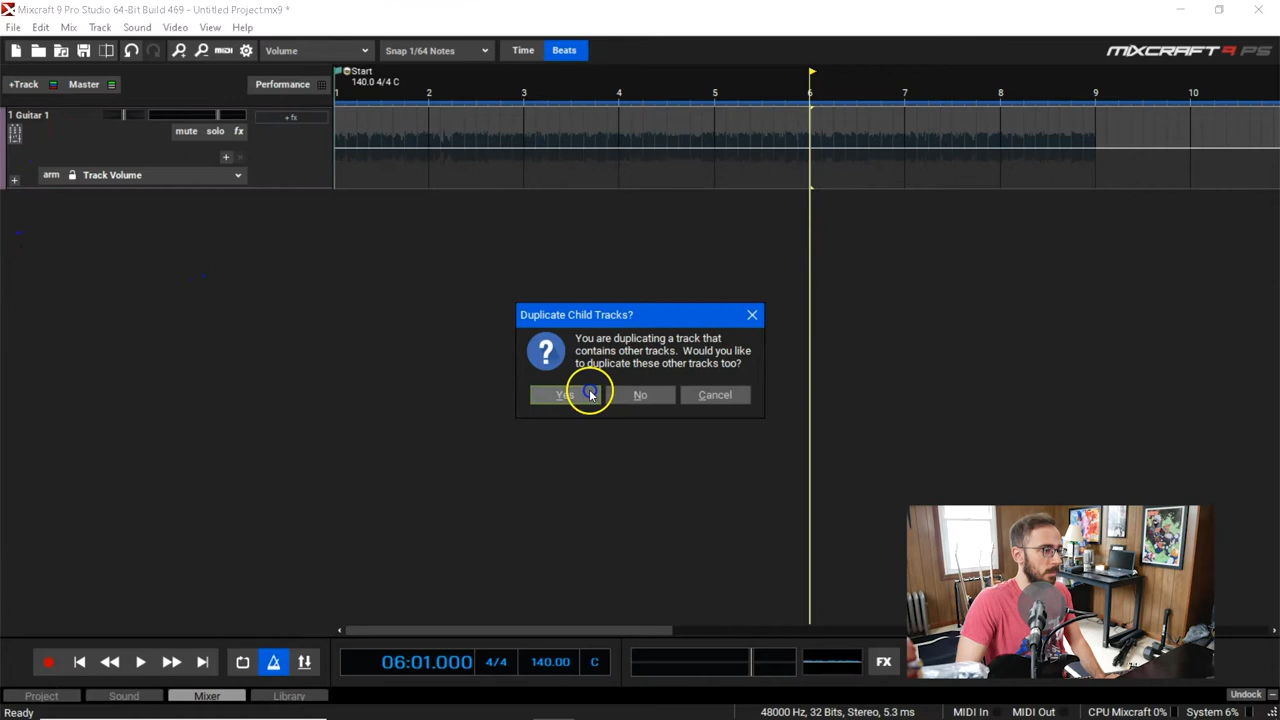 Mixcraft 9 Pro Studio 64-Bit Build 469 - Untitled Project.mx9 *
File Edit Mix Track Sound Video View Help
MIDI Volume Snap 1/64 Notes Time Beats MIXCRAFT 9 PS
+Track Master Performance
Start
140.0 4/4 C
1 2 3 4 5 6 7 8 9 10
1 Guitar 1
+ fx
mute solo fx
arm Track Volume
Duplicate Child Tracks?
You are duplicating a track that
contains other tracks. Would you like
to duplicate these other tracks too?
Yes No Cancel
06:01.000 4/4 140.00 C FX
Project Sound Mixer Library Undock
Ready 48000 Hz, 32 Bits, Stereo, 5.3 ms MIDI In MIDI Out CPU Mixcraft 0% System 6%